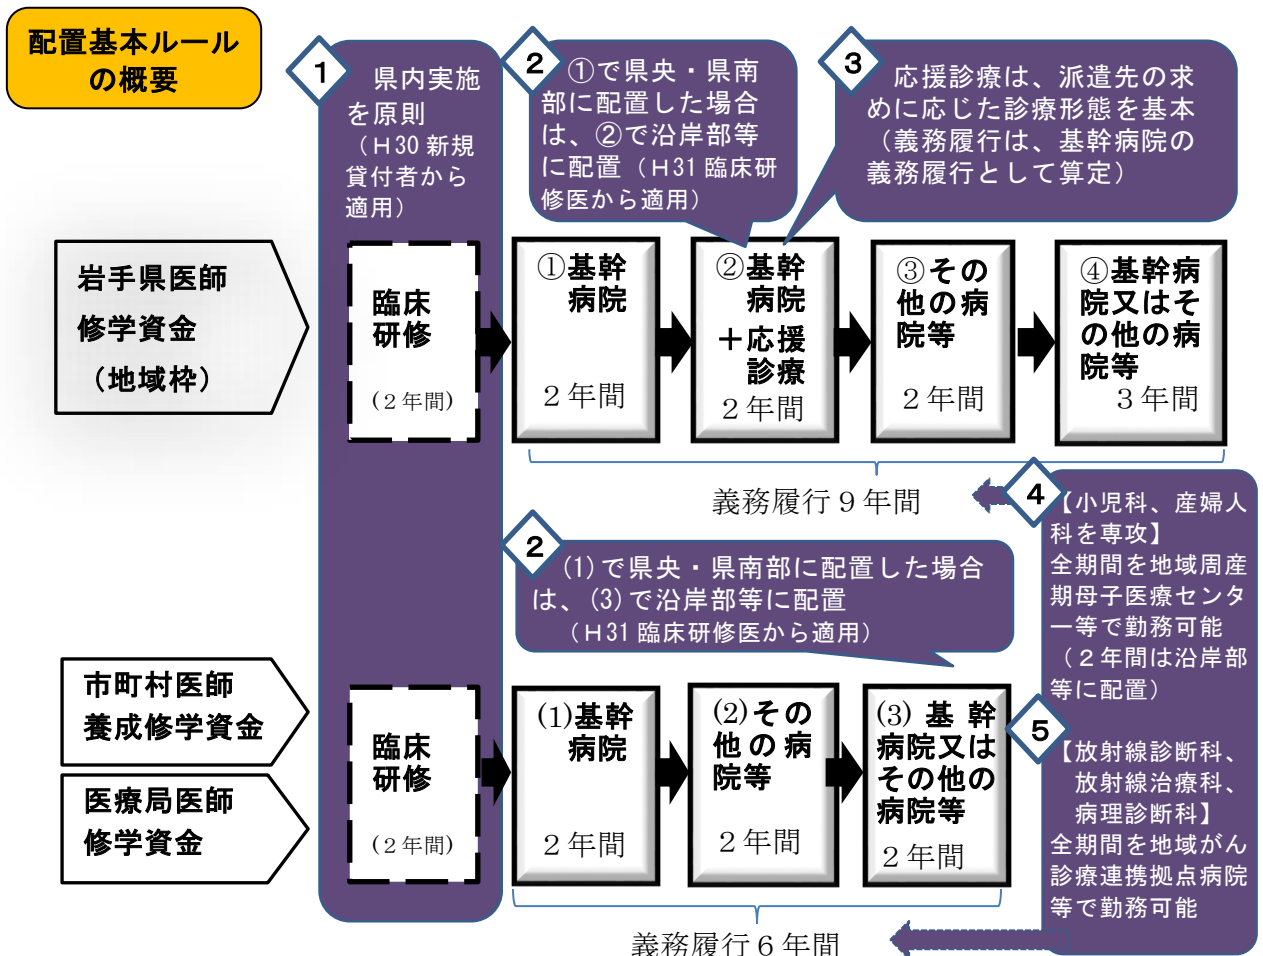 配置基本ルール
の概要
1
県内実施
を原則
（H30 新規
貸付者から
適用）
2
①で県央・県南
部に配置した場合
は、②で沿岸部等
に配置（H31 臨床研
修医から適用）
3
応援診療は、派遣先の求
めに応じた診療形態を基本
（義務履行は、基幹病院の
義務履行として算定）
岩手県医師
修学資金
（地域枠）
臨床
研修
（２年間）
①基幹
病院
２年間
②基幹
病院
＋応援
診療
２年間
③その
他の病
院等
２年間
④基幹病
院又はそ
の他の病
院等
３年間
義務履行９年間
4
【小児科、産婦人
科を専攻】
全期間を地域周産
期母子医療センタ
ー等で勤務可能
（２年間は沿岸部
等に配置）
2
(1)で県央・県南部に配置した場合
は、(3)で沿岸部等に配置
（H31 臨床研修医から適用）
市町村医師
養成修学資金
医療局医師
修学資金
臨床
研修
（２年間）
(1)基幹
病院
２年間
(2)その
他の病
院等
２年間
(3) 基幹
病院又は
その他の
病院等
２年間
義務履行６年間
5
【放射線診断科、
放射線治療科、
病理診断科】
全期間を地域がん
診療連携拠点病院
等で勤務可能